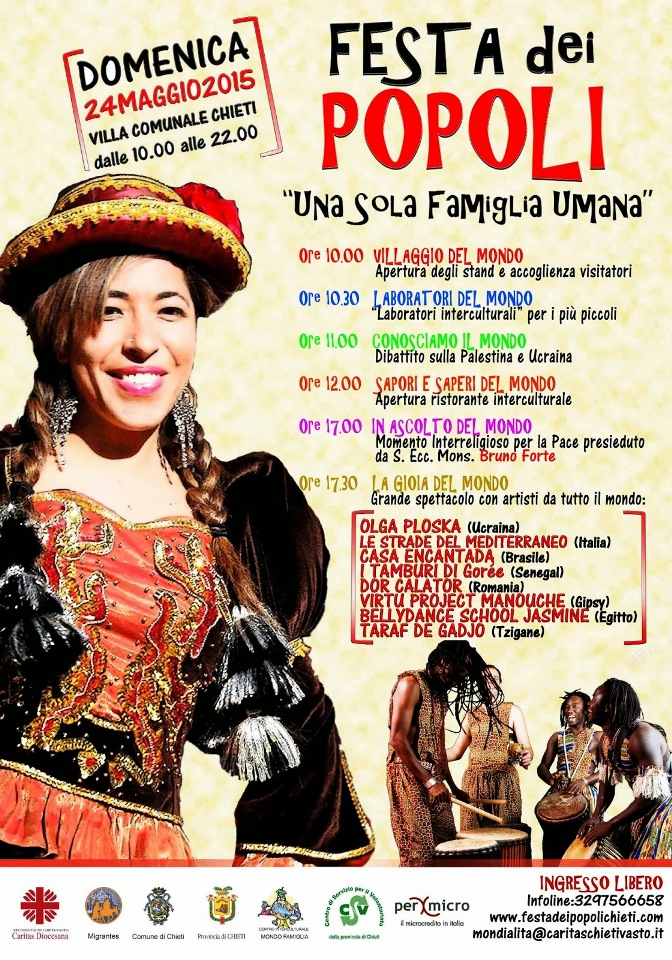 DOMENICA
24MAGGIO2015
VILLA COMUNALE CHIETI
dalle 10.00 alle 22.00
FESTA dei
POPOLI
“UNA SOLA FAMIGLIA UMANA”
Ore 10.00 VILLAGGIO DEL MONDO
Apertura degli stand e accoglienza visitatori
Ore 10.30 LABORATORI DEL MONDO
“Laboratori interculturali” per i più piccoli
Ore 11.00 CONOSCIAMO IL MONDO
Dibattito sulla Palestina e Ucraina
Ore 12.00 SAPORI E SAPERI DEL MONDO
Apertura ristorante interculturale
Ore 17.00 IN ASCOLTO DEL MONDO
Momento Interreligioso per la Pace presieduto
da S. Ecc. Mons. Bruno Forte
Ore 17.30 LA GIOIA DEL MONDO
Grande spettacolo con artisti da tutto il mondo:
OLGA PLOSKA (Ucraina)
LE STRADE DEL MEDITERRANEO (Italia)
CASA ENCANTADA (Brasile)
I TAMBURI DI Gorée (Senegal)
DOR CALATOR (Romania)
VIRTU PROJECT MANOUCHE (Gipsy)
BELLYDANCE SCHOOL JASMINE (Egitto)
TARAF DE GADJO (Tzigane)
INGRESSO LIBERO
Infoline:3297566658
www.festadeipopolichieti.com
mondialita@caritaschietivasto.it
Caritas Diocesana
Migrantes
Comune di Chieti
Provincia di CHIETI
CENTRO INTERCULTURALE
MONDO FAMIGLIA
Centro di Servizio per il Volontariato
CSV
della provincia di Chieti
perXmicro
il microcredito in italia